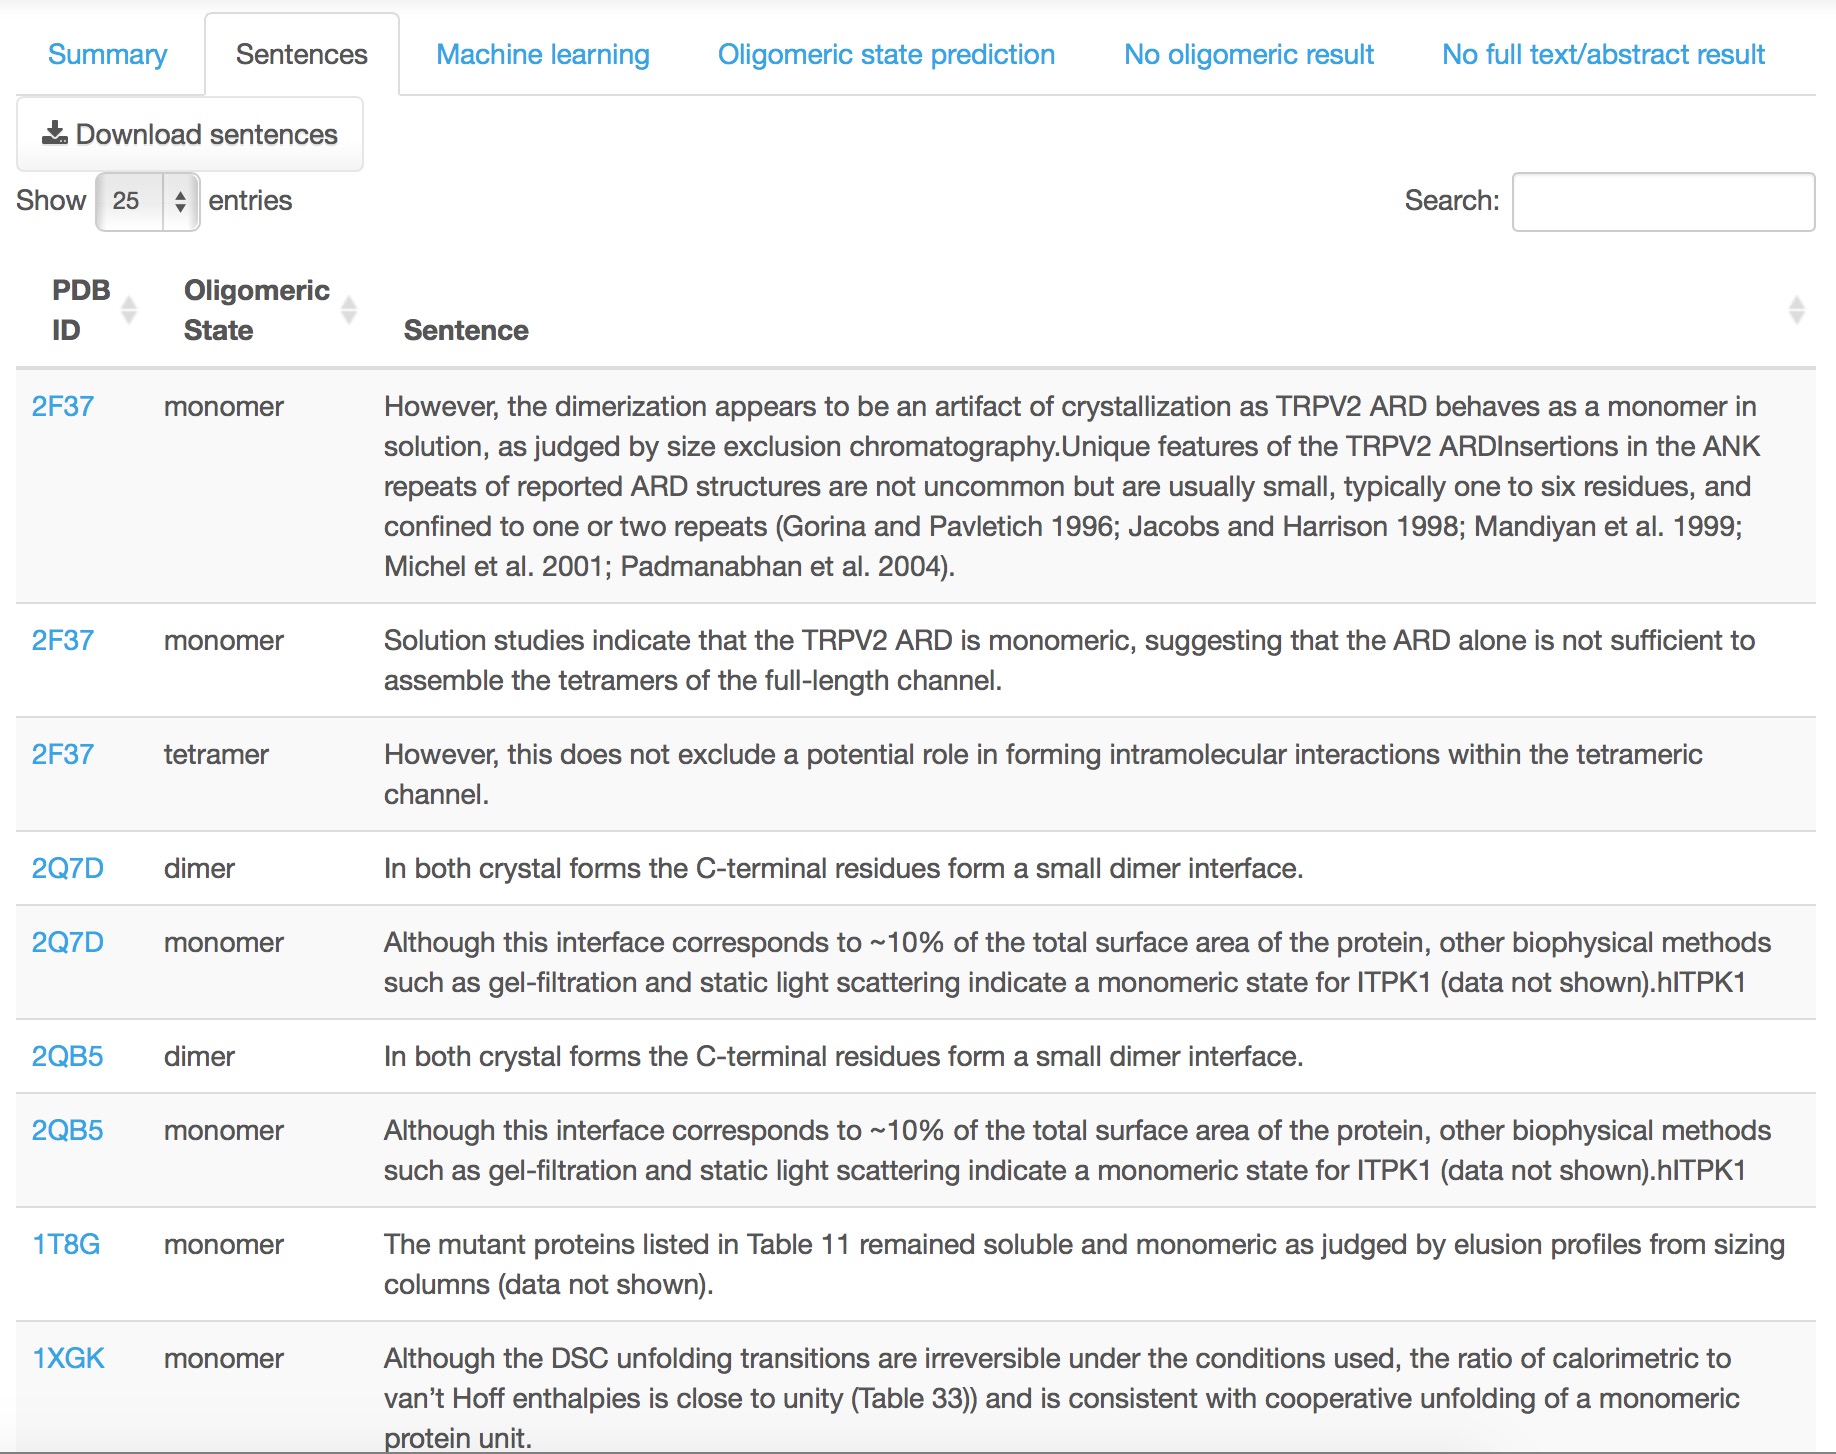 Summary Sentences Machine learning Oligomeric state prediction No oligomeric result No full text/abstract result
Download sentences
Show 25 entries Search:
PDB ID Oligomeric State Sentence
2F37 monomer However, the dimerization appears to be an artifact of crystallization as TRPV2 ARD behaves as a monomer in
solution, as judged by size exclusion chromatography.Unique features of the TRPV2 ARDInsertions in the ANK
repeats of reported ARD structures are not uncommon but are usually small, typically one to six residues, and
confined to one or two repeats (Gorina and Pavletich 1996; Jacobs and Harrison 1998; Mandiyan et al. 1999;
Michel et al. 2001; Padmanabhan et al. 2004).
2F37 monomer Solution studies indicate that the TRPV2 ARD is monomeric, suggesting that the ARD alone is not sufficient to
assemble the tetramers of the full-length channel.
2F37 tetramer However, this does not exclude a potential role in forming intramolecular interactions within the tetrameric
channel.
2Q7D dimer In both crystal forms the C-terminal residues form a small dimer interface.
2Q7D monomer Although this interface corresponds to ~10% of the total surface area of the protein, other biophysical methods
such as gel-filtration and static light scattering indicate a monomeric state for ITPK1 (data not shown).hITPK1
2QB5 dimer In both crystal forms the C-terminal residues form a small dimer interface.
2QB5 monomer Although this interface corresponds to ~10% of the total surface area of the protein, other biophysical methods
such as gel-filtration and static light scattering indicate a monomeric state for ITPK1 (data not shown).hITPK1
1T8G monomer The mutant proteins listed in Table 11 remained soluble and monomeric as judged by elusion profiles from sizing
columns (data not shown).
1XGK monomer Although the DSC unfolding transitions are irreversible under the conditions used, the ratio of calorimetric to
van’t Hoff enthalpies is close to unity (Table 33)) and is consistent with cooperative unfolding of a monomeric
protein unit.